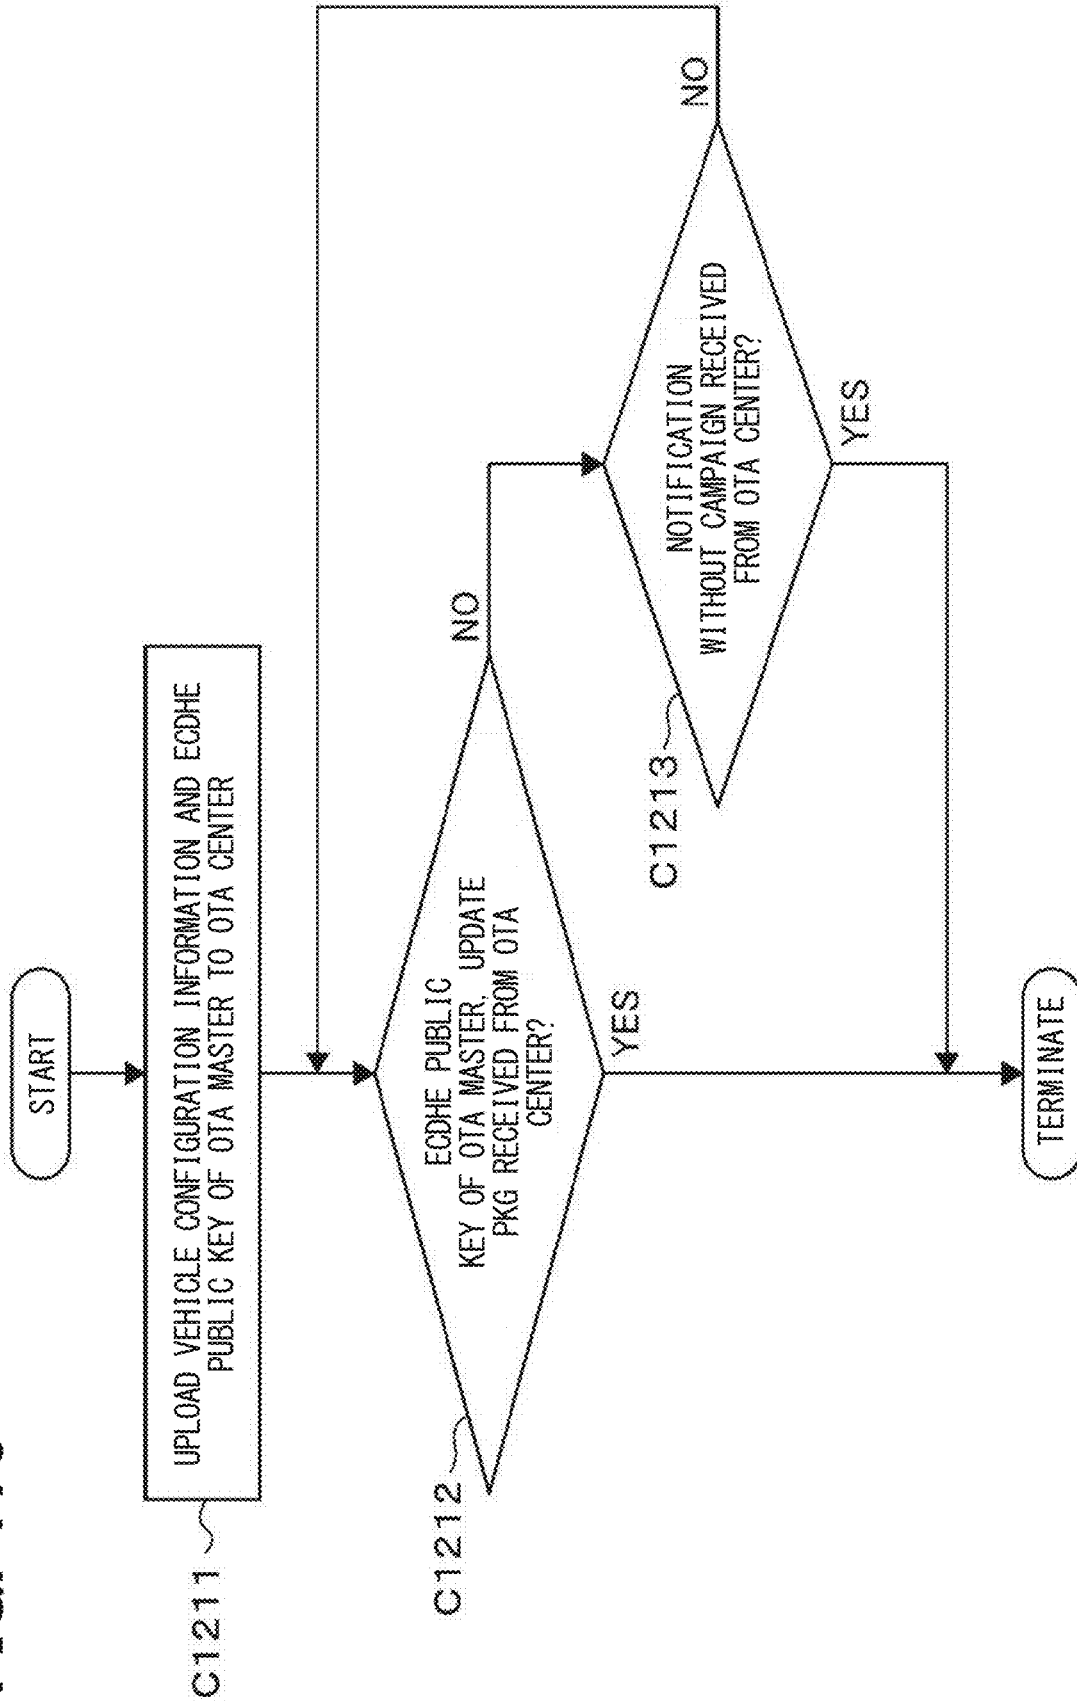 START
C1211
UPLOAD VEHICLE CONFIGURATION INFORMATION AND ECDHE
PUBLIC KEY OF OTA MASTER TO OTA CENTER
C1212
ECDHE PUBLIC
KEY OF OTA MASTER, UPDATE
PKG RECEIVED FROM OTA
CENTER?
NO
YES
C1213
NOTIFICATION
WITHOUT CAMPAIGN RECEIVED
FROM OTA CENTER?
NO
YES
TERMINATE